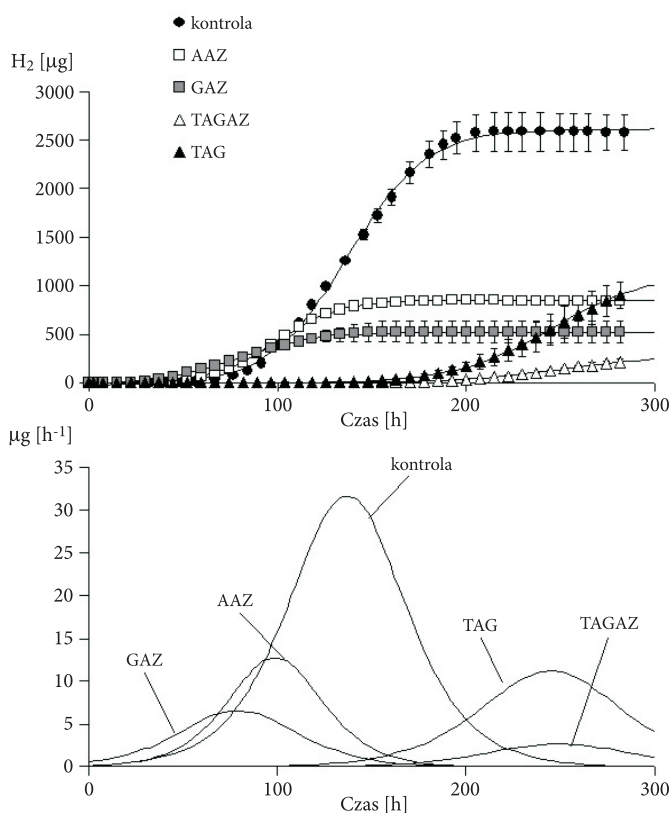 kontrola
AAZ
GAZ
TAGAZ
TAG
H2 [µg]
3000
2500
2000
1500
1000
500
0
0 100 200 300
Czas [h]
µg [h-1]
35
30
25
20
15
10
5
0
kontrola
AAZ
GAZ
TAG
TAGAZ
0 100 200 300
Czas [h]